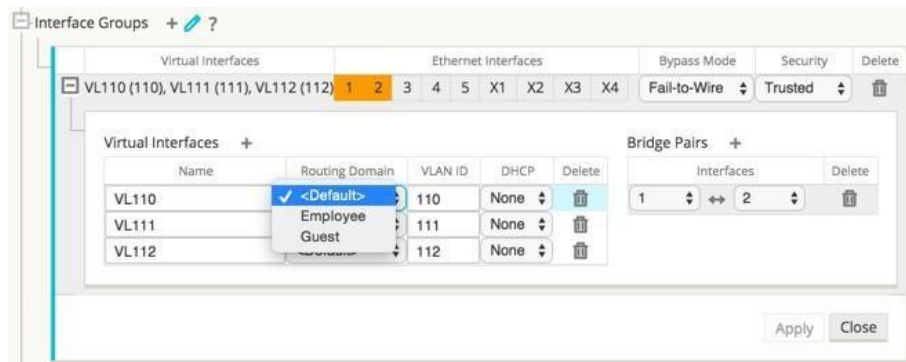 Interface Groups + ?
Virtual Interfaces Ethernet Interfaces Bypass Mode Security Delete
VL110 (110), VL111 (111), VL112 (112) 1 2 3 4 5 X1 X2 X3 X4 Fail-to-Wire Trusted
Virtual Interfaces + Bridge Pairs +
Name Routing Domain VLAN ID DHCP Delete Interfaces Delete
VL110 ✓ <Default> 110 None 1 ↔ 2
Employee
VL111 111 None
Guest
VL112 <Default> 112 None
Apply Close